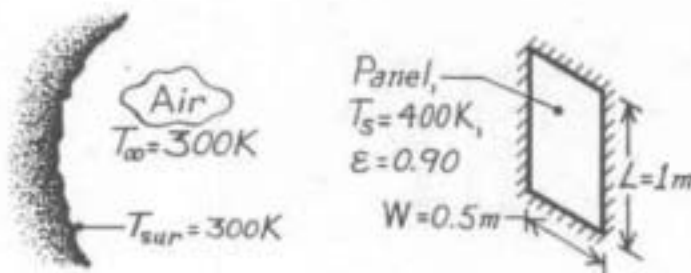 Air
T∞=300K
Tsur=300K
Panel,
Ts=400K,
ε=0.90
L=1m
W=0.5m